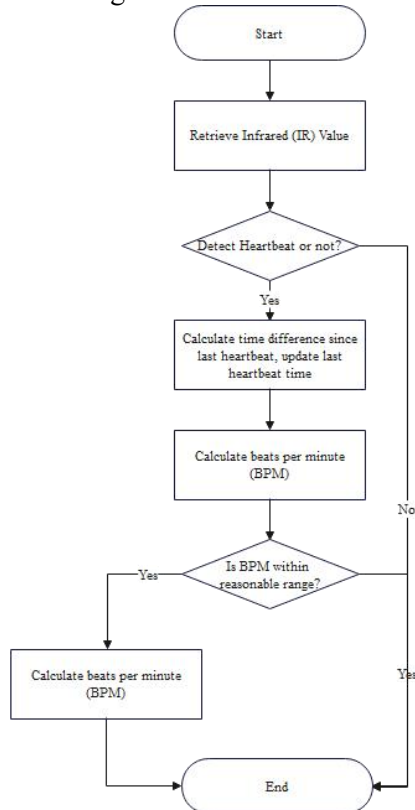 Start
Retrieve Infrared (IR) Value
Detect Heartbeat or not?
Yes
Calculate time difference since
last heartbeat, update last
heartbeat time
Calculate beats per minute
(BPM)
No
Is BPM within
reasonable range?
Yes
Calculate beats per minute
(BPM)
Yes
End